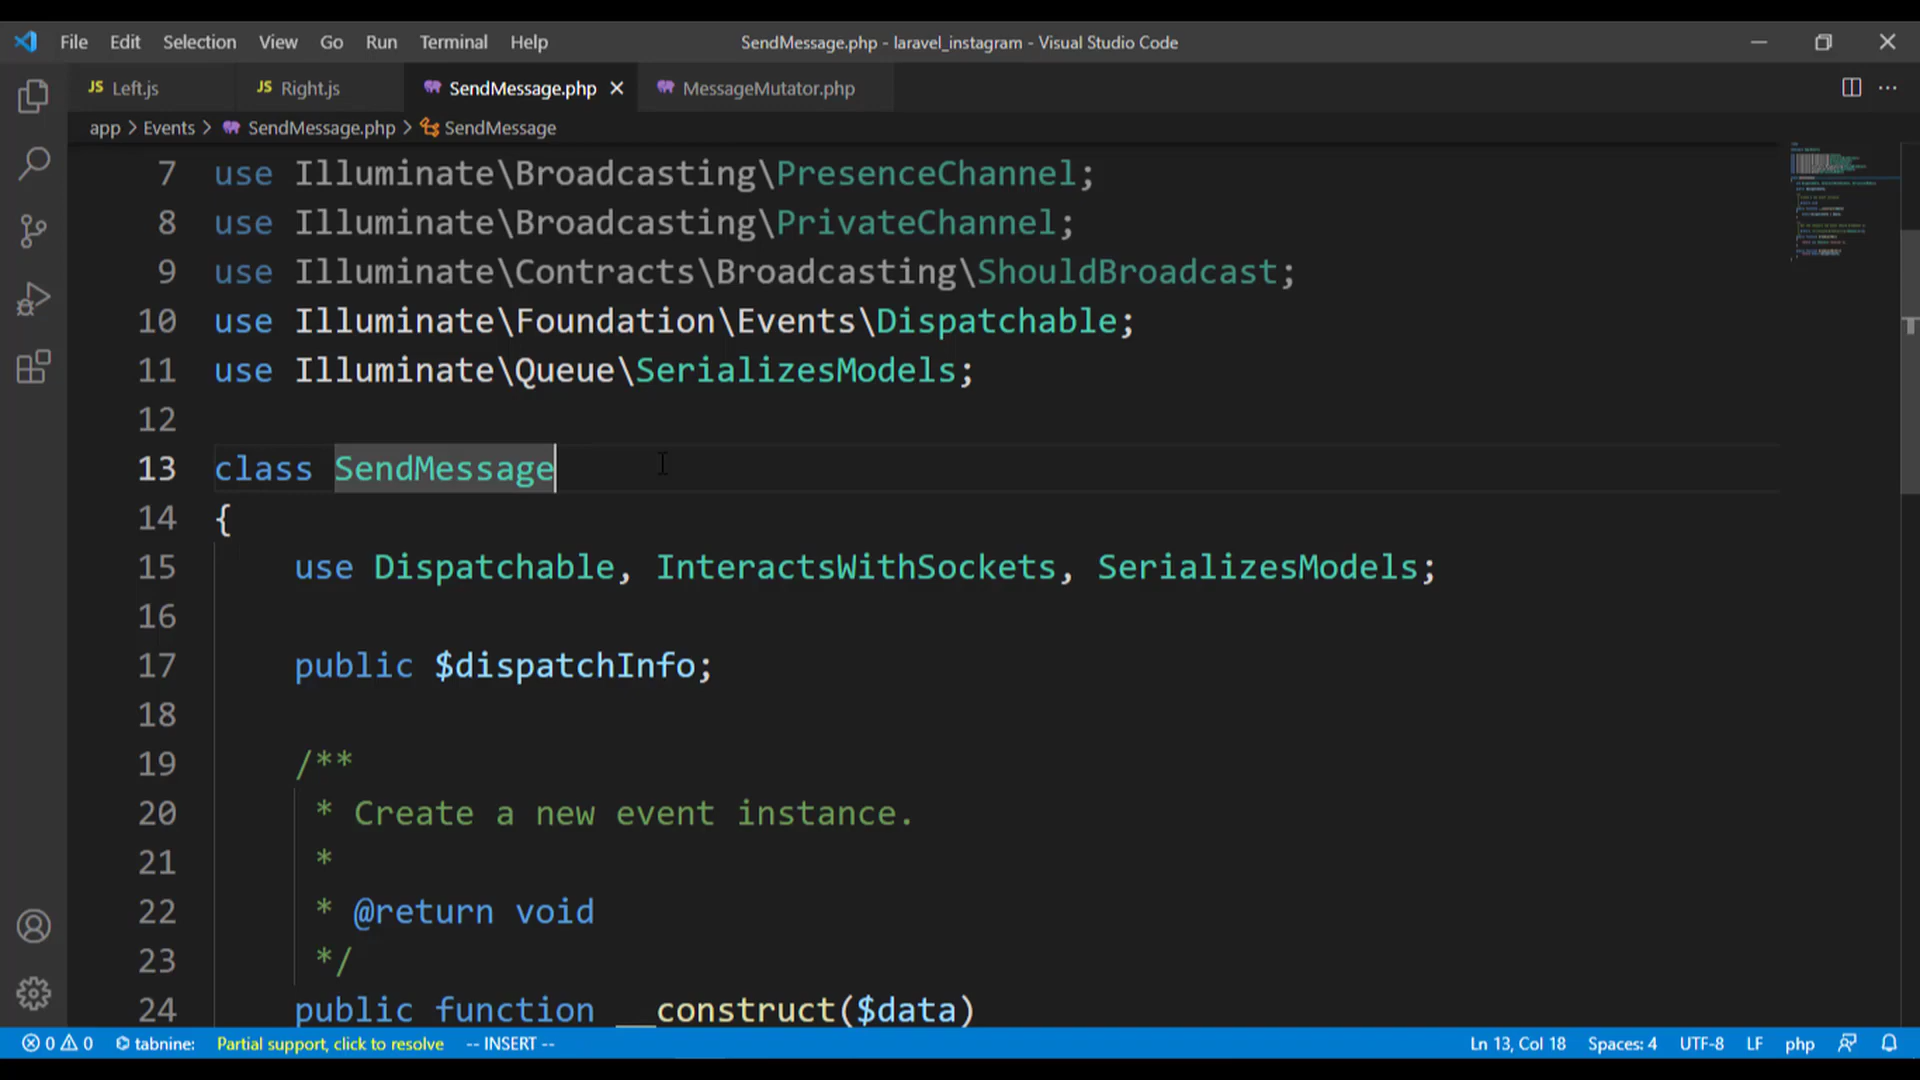 File Edit Selection View Go Run Terminal Help SendMessage.php - laravel_instagram - Visual Studio Code
JS Left.js JS Right.js SendMessage.php MessageMutator.php
app > Events > SendMessage.php > SendMessage
7 use Illuminate\Broadcasting\PresenceChannel;
8 use Illuminate\Broadcasting\PrivateChannel;
9 use Illuminate\Contracts\Broadcasting\ShouldBroadcast;
10 use Illuminate\Foundation\Events\Dispatchable;
11 use Illuminate\Queue\SerializesModels;
12
13 class SendMessage
14 {
15 use Dispatchable, InteractsWithSockets, SerializesModels;
16
17 public $dispatchInfo;
18
19 /**
20 * Create a new event instance.
21 *
22 * @return void
23 */
24 public function __construct($data)
0 0 tabnine: Partial support, click to resolve -- INSERT -- Ln 13, Col 18 Spaces: 4 UTF-8 LF php